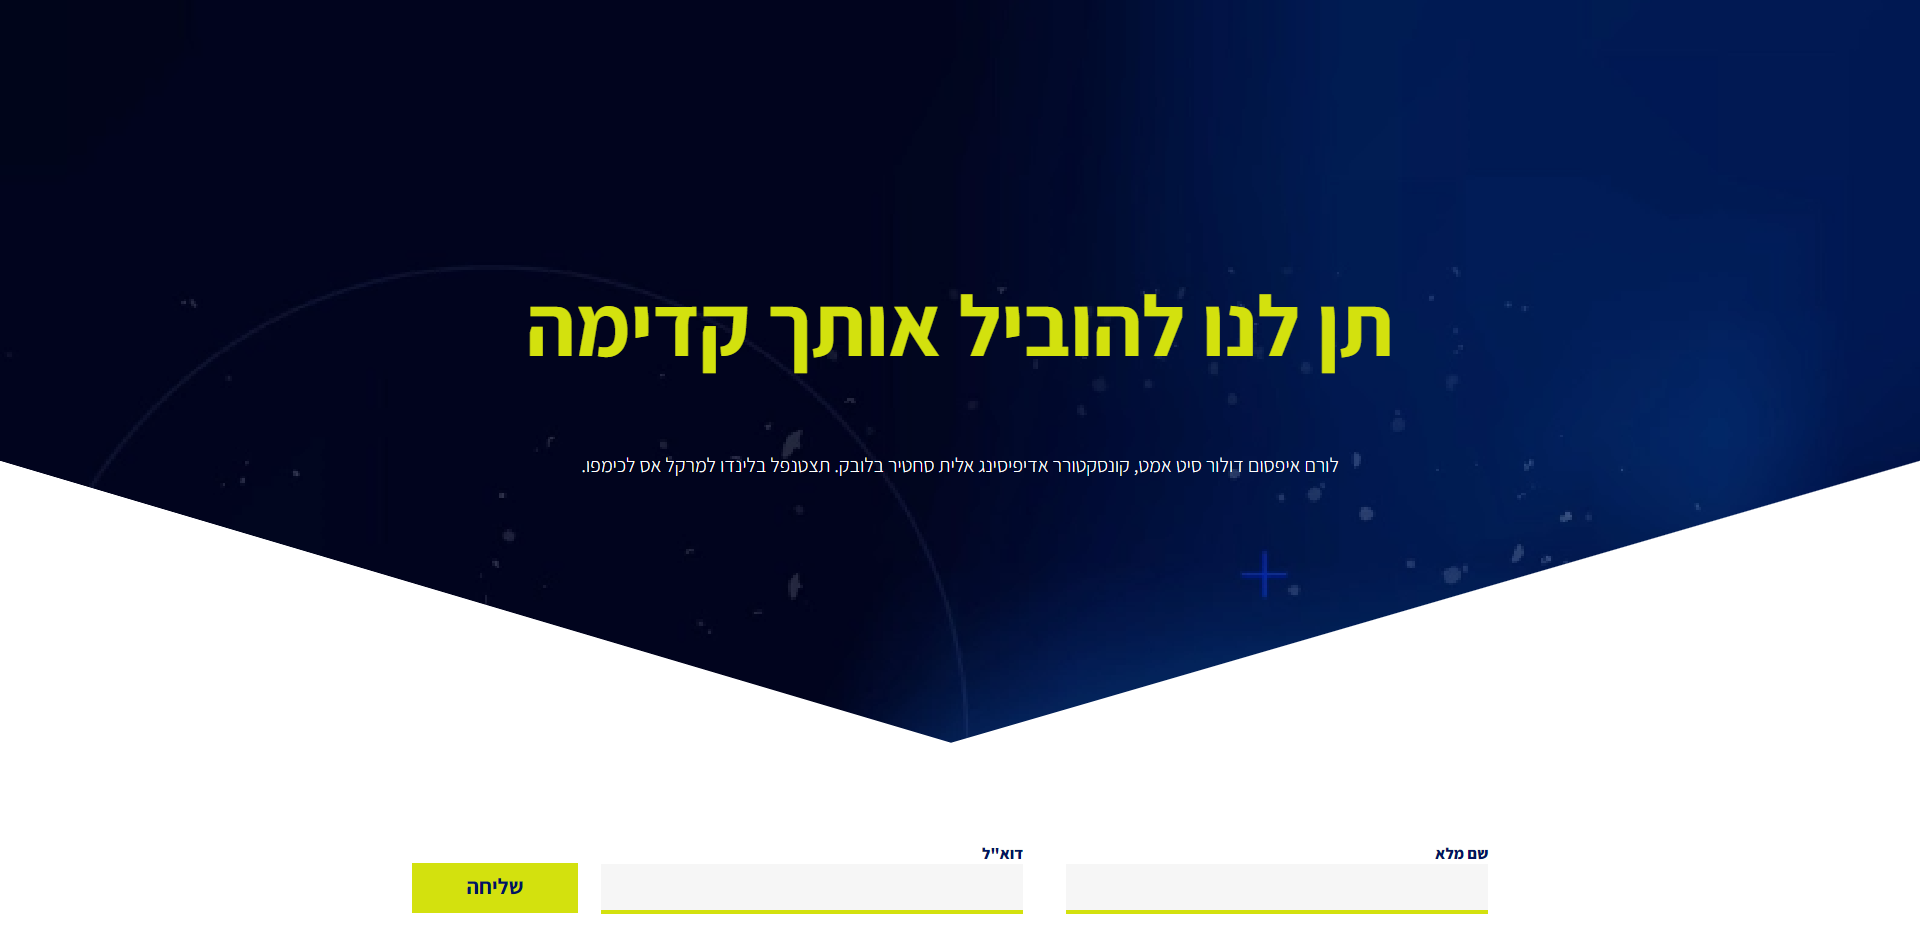 תן לנו להוביל אותך קדימה
לורם איפסום דולור סיט אמט, קונסקטורר אדיפיסינג אלית סחטיר בלובק. תצטנפל בלינדו למרקל אס לכימפו.
שם מלא
דוא"ל
שליחה